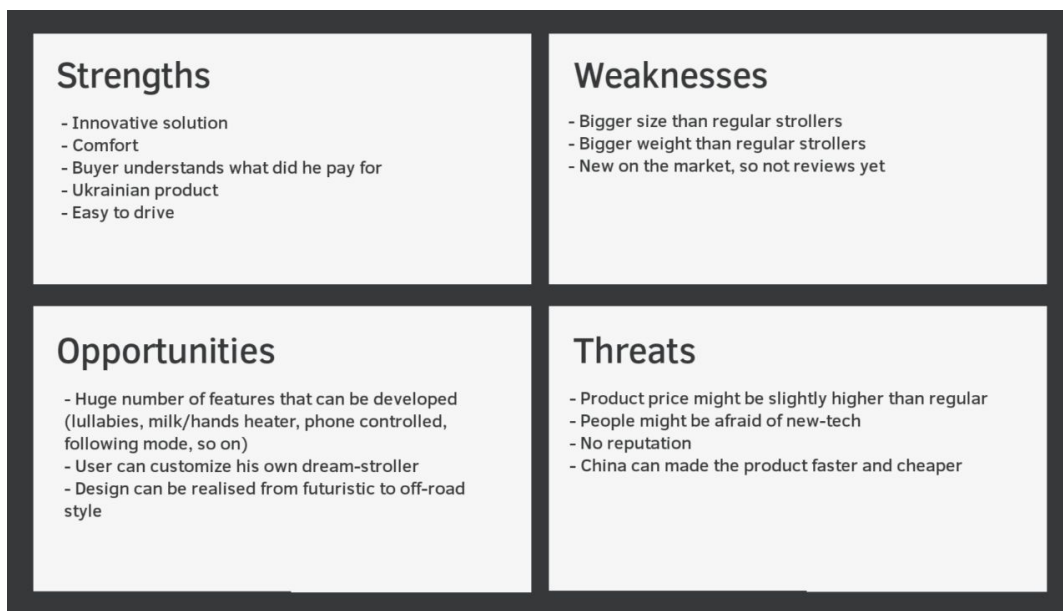 Strengths
- Innovative solution
- Comfort
- Buyer understands what did he pay for
- Ukrainian product
- Easy to drive
Weaknesses
- Bigger size than regular strollers
- Bigger weight than regular strollers
- New on the market, so not reviews yet
Opportunities
- Huge number of features that can be developed
(lullabies, milk/hands heater, phone controlled,
following mode, so on)
- User can customize his own dream-stroller
- Design can be realised from futuristic to off-road
style
Threats
- Product price might be slightly higher than regular
- People might be afraid of new-tech
- No reputation
- China can made the product faster and cheaper